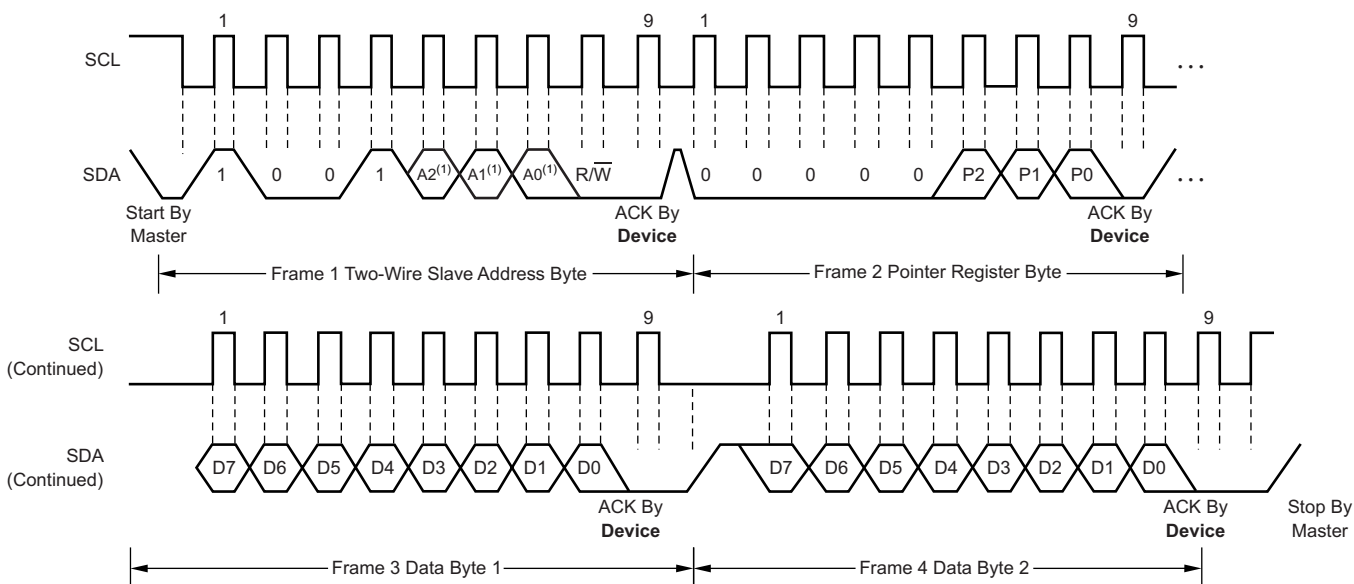 1 9 1 9
SCL ...
SDA 1 0 0 1 A2(1) A1(1) A0(1) R/W̅ 0 0 0 0 0 P2 P1 P0 ...
Start By
Master
ACK By
Device
ACK By
Device
Frame 1 Two-Wire Slave Address Byte
Frame 2 Pointer Register Byte
1 9 1 9
SCL
(Continued)
SDA
(Continued)
D7 D6 D5 D4 D3 D2 D1 D0 D7 D6 D5 D4 D3 D2 D1 D0
ACK By
Device
ACK By
Device
Stop By
Master
Frame 3 Data Byte 1
Frame 4 Data Byte 2